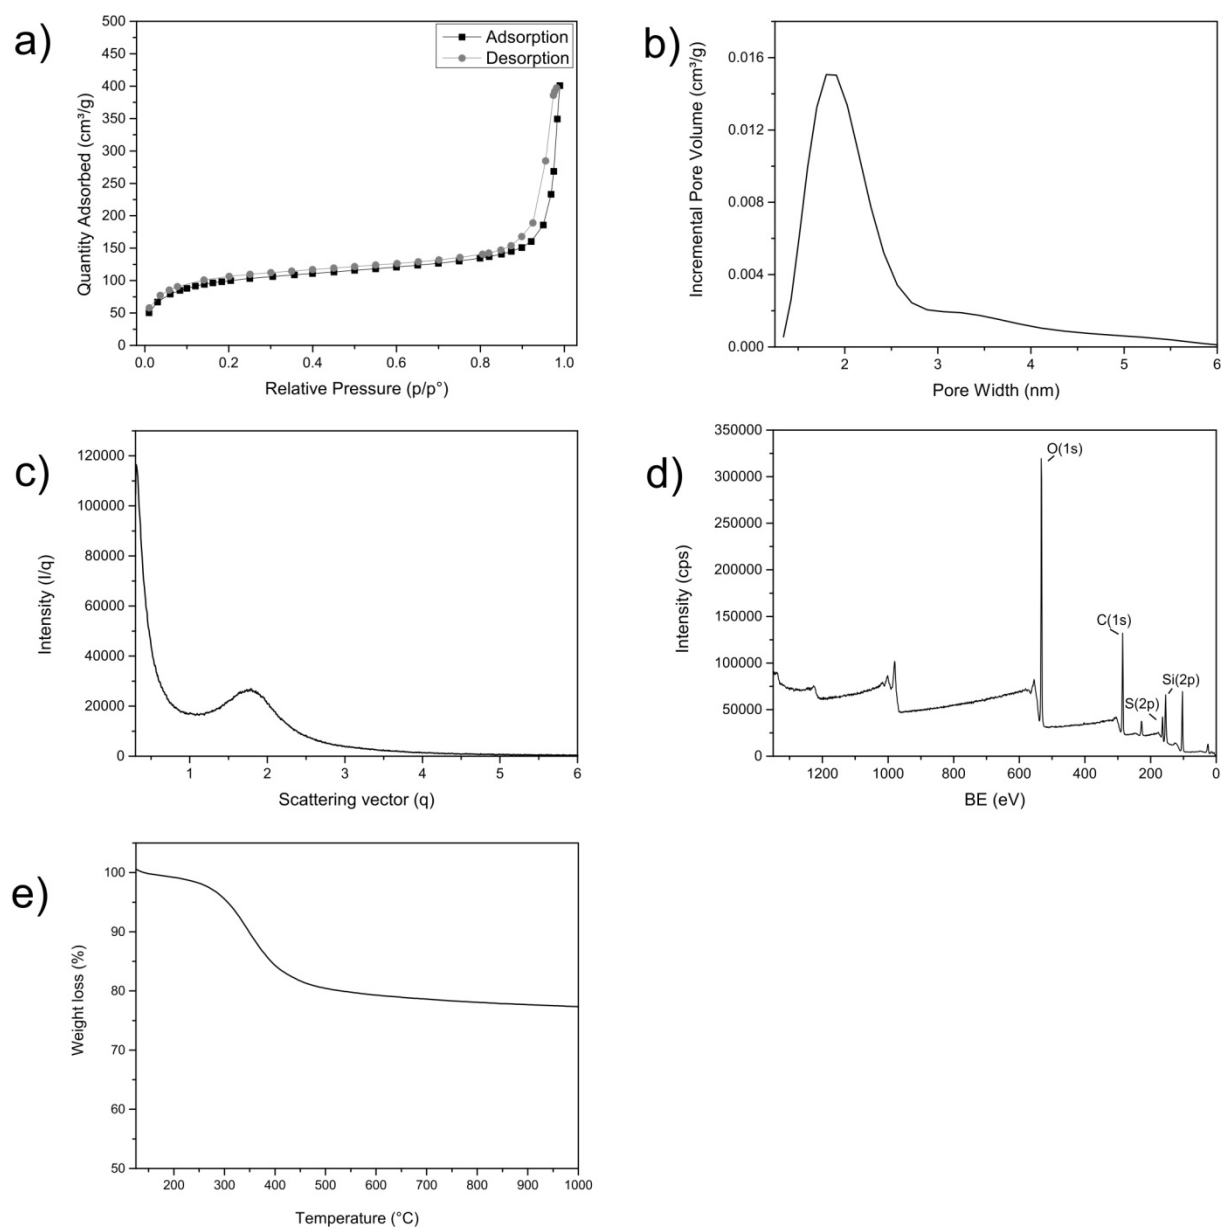 a)
500
450
400
350
300
250
200
150
100
50
0
Quantity Adsorbed (cm³/g)
Adsorption
Desorption
0.0 0.2 0.4 0.6 0.8 1.0
Relative Pressure (p/p°)
b)
0.016
0.012
0.008
0.004
0.000
Incremental Pore Volume (cm³/g)
2 3 4 5 6
Pore Width (nm)
c)
120000
100000
80000
60000
40000
20000
0
Intensity (I/q)
1 2 3 4 5 6
Scattering vector (q)
d)
350000
300000
250000
200000
150000
100000
50000
0
Intensity (cps)
O(1s)
C(1s)
Si(2p)
S(2p)
1200 1000 800 600 400 200 0
BE (eV)
e)
100
90
80
70
60
50
Weight loss (%)
200 300 400 500 600 700 800 900 1000
Temperature (°C)